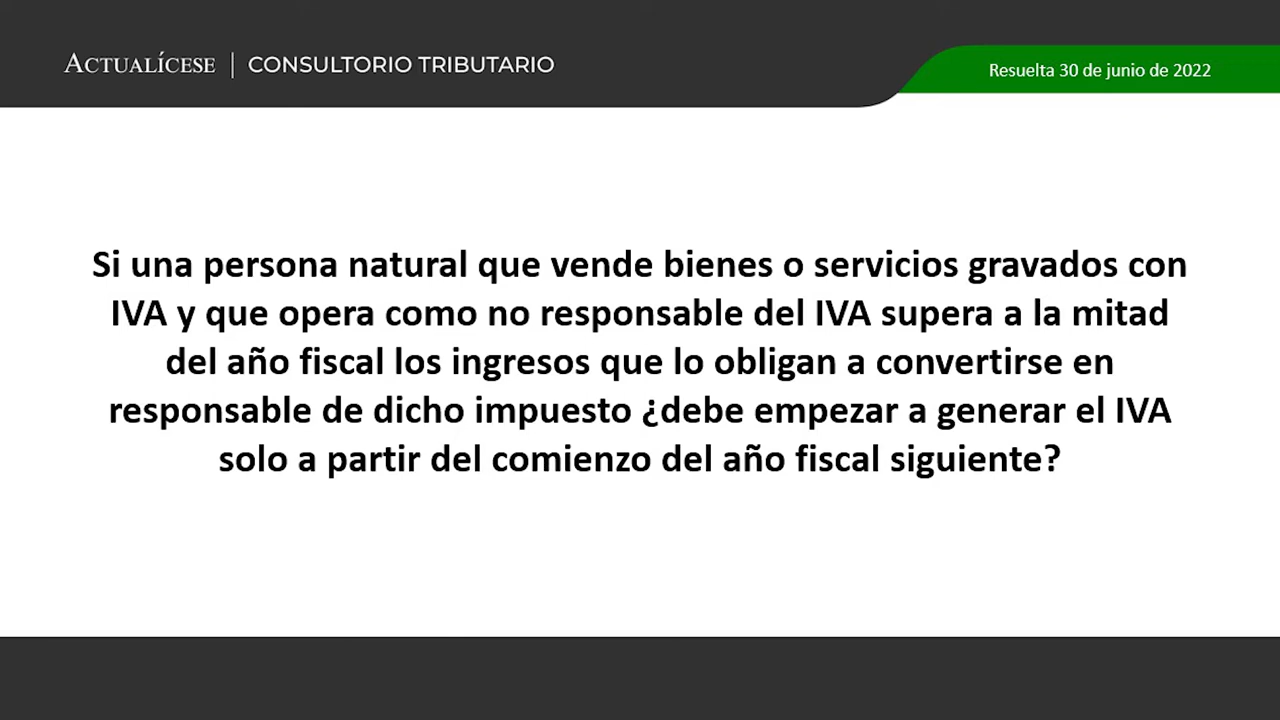 ACTUALÍCESE | CONSULTORIO TRIBUTARIO
Resuelta 30 de junio de 2022
Si una persona natural que vende bienes o servicios gravados con
IVA y que opera como no responsable del IVA supera a la mitad
del año fiscal los ingresos que lo obligan a convertirse en
responsable de dicho impuesto ¿debe empezar a generar el IVA
solo a partir del comienzo del año fiscal siguiente?